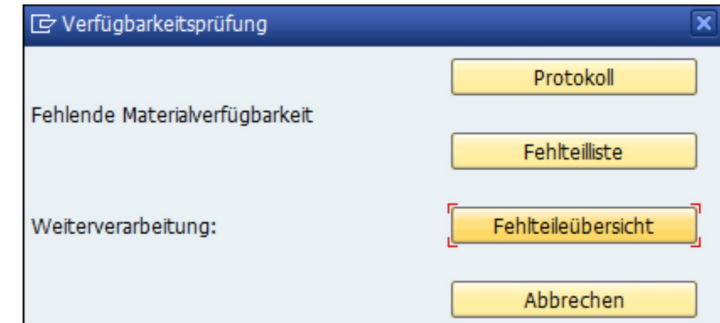 Verfügbarkeitsprüfung
Protokoll
Fehlende Materialverfügbarkeit
Fehlteilliste
Weiterverarbeitung:
Fehlteileübersicht
Abbrechen